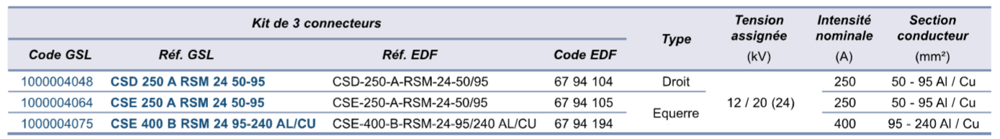 Kit de 3 connecteurs Type Tension assignée (kV) Intensité nominale (A) Section conducteur (mm²)
Code GSL Réf. GSL Réf. EDF Code EDF
1000004048 CSD 250 A RSM 24 50-95 CSD-250-A-RSM-24-50/95 67 94 104 Droit 12 / 20 (24) 250 50 - 95 Al / Cu
1000004064 CSE 250 A RSM 24 50-95 CSE-250-A-RSM-24-50/95 67 94 105 Equerre 250 50 - 95 Al / Cu
1000004075 CSE 400 B RSM 24 95-240 AL/CU CSE-400-B-RSM-24-95/240 AL/CU 67 94 194 400 95 - 240 Al / Cu